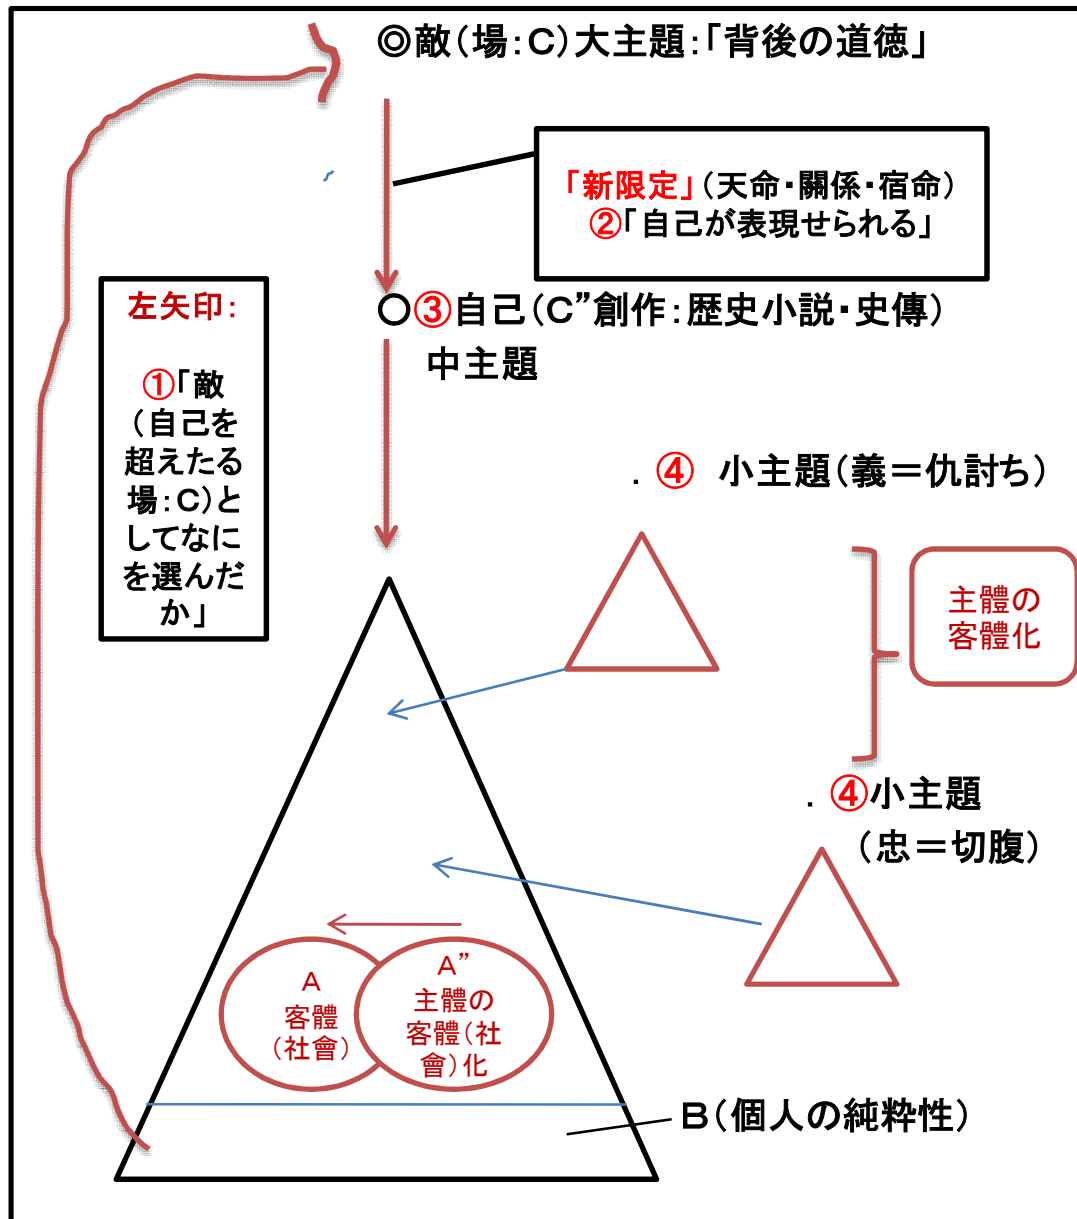 ◎敵(場:C)大主題:「背後の道徳」
「新限定」(天命・關係・宿命)
②「自己が表現せられる」
左矢印:
①「敵
(自己を
超えたる
場:C)と
してなに
を選んだ
か」
○③自己(C”創作:歴史小説・史傳)
中主題
. ④ 小主題(義=仇討ち)
主體の
客體化
. ④小主題
(忠=切腹)
A
客體
(社會)
A”
主體の
客體(社
會)化
B(個人の純粋性)